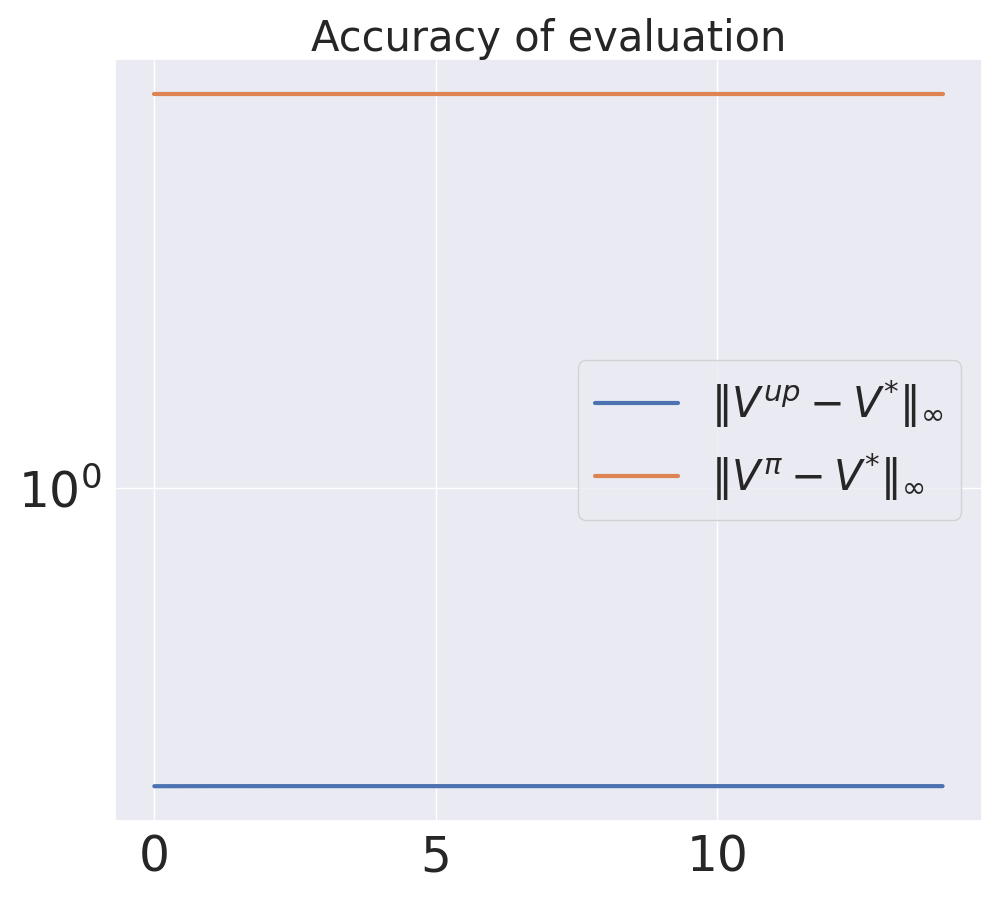 Accuracy of evaluation
‖V^{up} − V^*‖_∞
‖V^π − V^*‖_∞
10^0
0 5 10